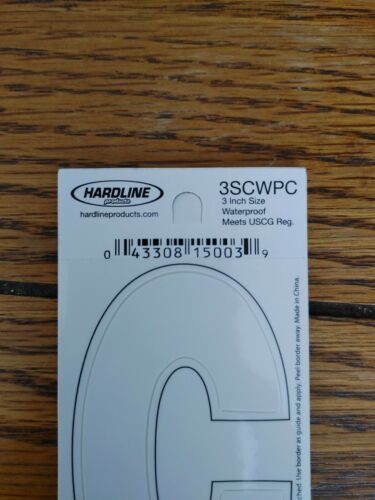 HARDLINE
products
hardlineproducts.com
3SCWPC
3 Inch Size
Waterproof
Meets USCG Reg.
0 43308 15003 9
C
ched. Use border as guide and apply. Peel border away. Made in China.